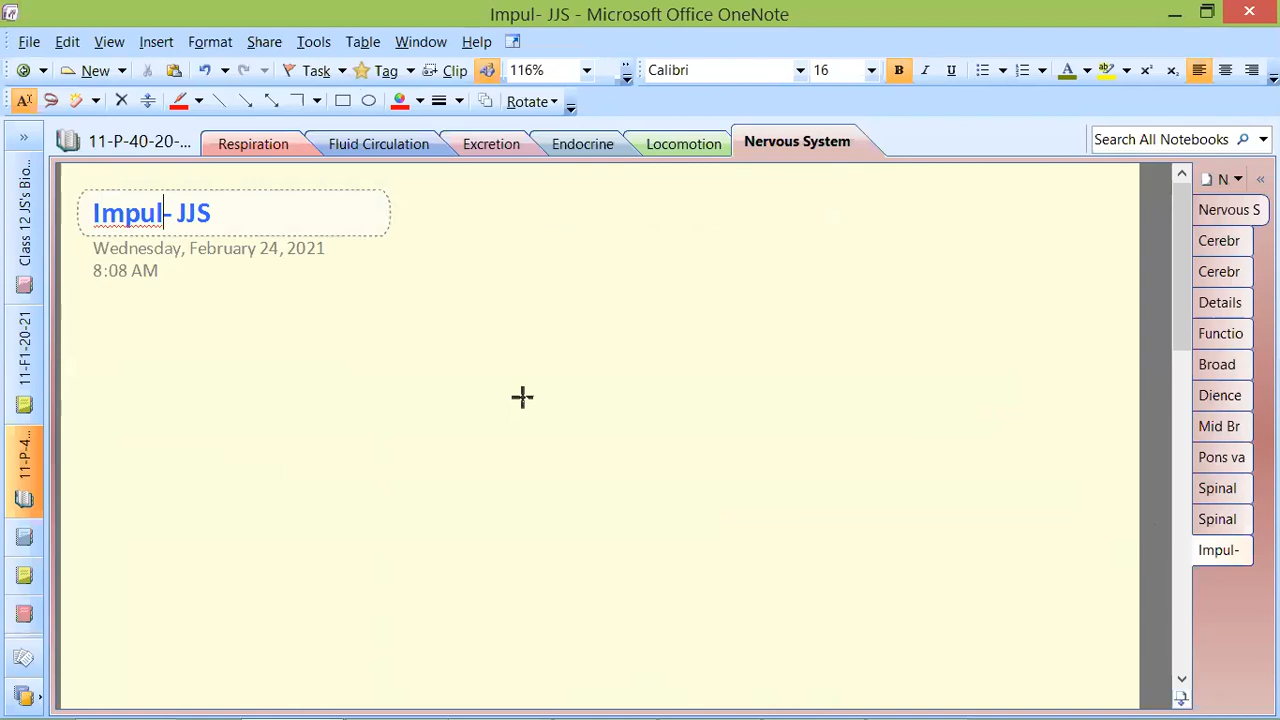 Impul- JJS - Microsoft Office OneNote
File Edit View Insert Format Share Tools Table Window Help
New Task Tag Clip 116% Calibri 16 B I U
Rotate
11-P-40-20-... Respiration Fluid Circulation Excretion Endocrine Locomotion Nervous System Search All Notebooks
Class 12 JS's Bio...
11-F1-20-21
11-P-4...
Impul- JJS
Wednesday, February 24, 2021
8:08 AM
N
Nervous S
Cerebr
Cerebr
Details
Functio
Broad
Dience
Mid Br
Pons va
Spinal
Spinal
Impul-